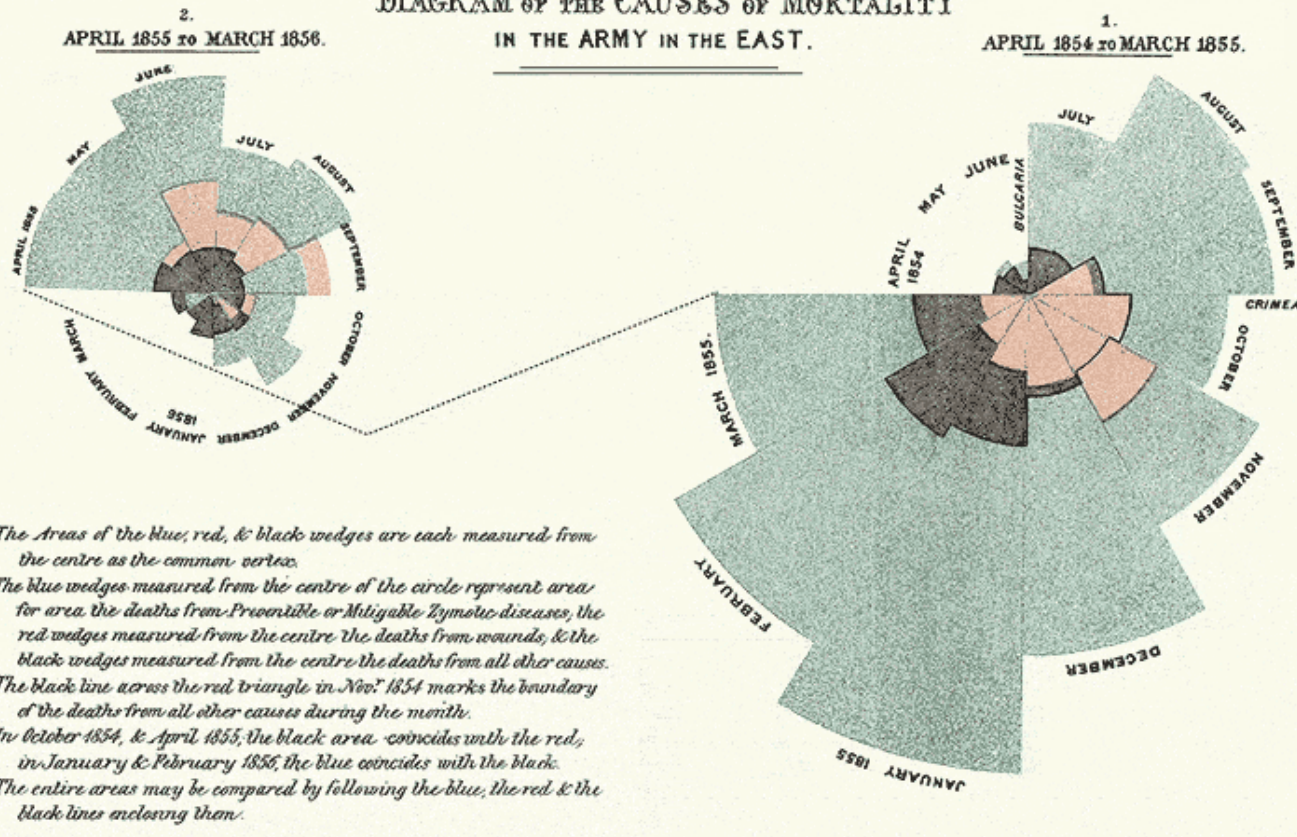 DIAGRAM OF THE CAUSES OF MORTALITY
IN THE ARMY IN THE EAST.
2.
APRIL 1855 TO MARCH 1856.
1.
APRIL 1854 TO MARCH 1855.
JUNE
JULY
AUGUST
SEPTEMBER
OCTOBER
NOVEMBER
DECEMBER
JANUARY
1856
FEBRUARY
MARCH
APRIL 1855
MAY
APRIL
1854
MAY
JUNE
BULGARIA
JULY
AUGUST
SEPTEMBER
CRIMEA
OCTOBER
NOVEMBER
DECEMBER
JANUARY 1855
FEBRUARY
MARCH 1855.
The Areas of the blue, red, & black wedges are each measured from
the centre as the common vertex.
The blue wedges measured from the centre of the circle represent area
for area the deaths from Preventible or Mitigable Zymotic diseases; the
red wedges measured from the centre the deaths from wounds; & the
black wedges measured from the centre the deaths from all other causes.
The black line across the red triangle in Novr. 1854 marks the boundary
of the deaths from all other causes during the month.
In October 1854, & April 1855, the black area coincides with the red;
in January & February 1856, the blue coincides with the black.
The entire areas may be compared by following the blue, the red & the
black lines enclosing them.